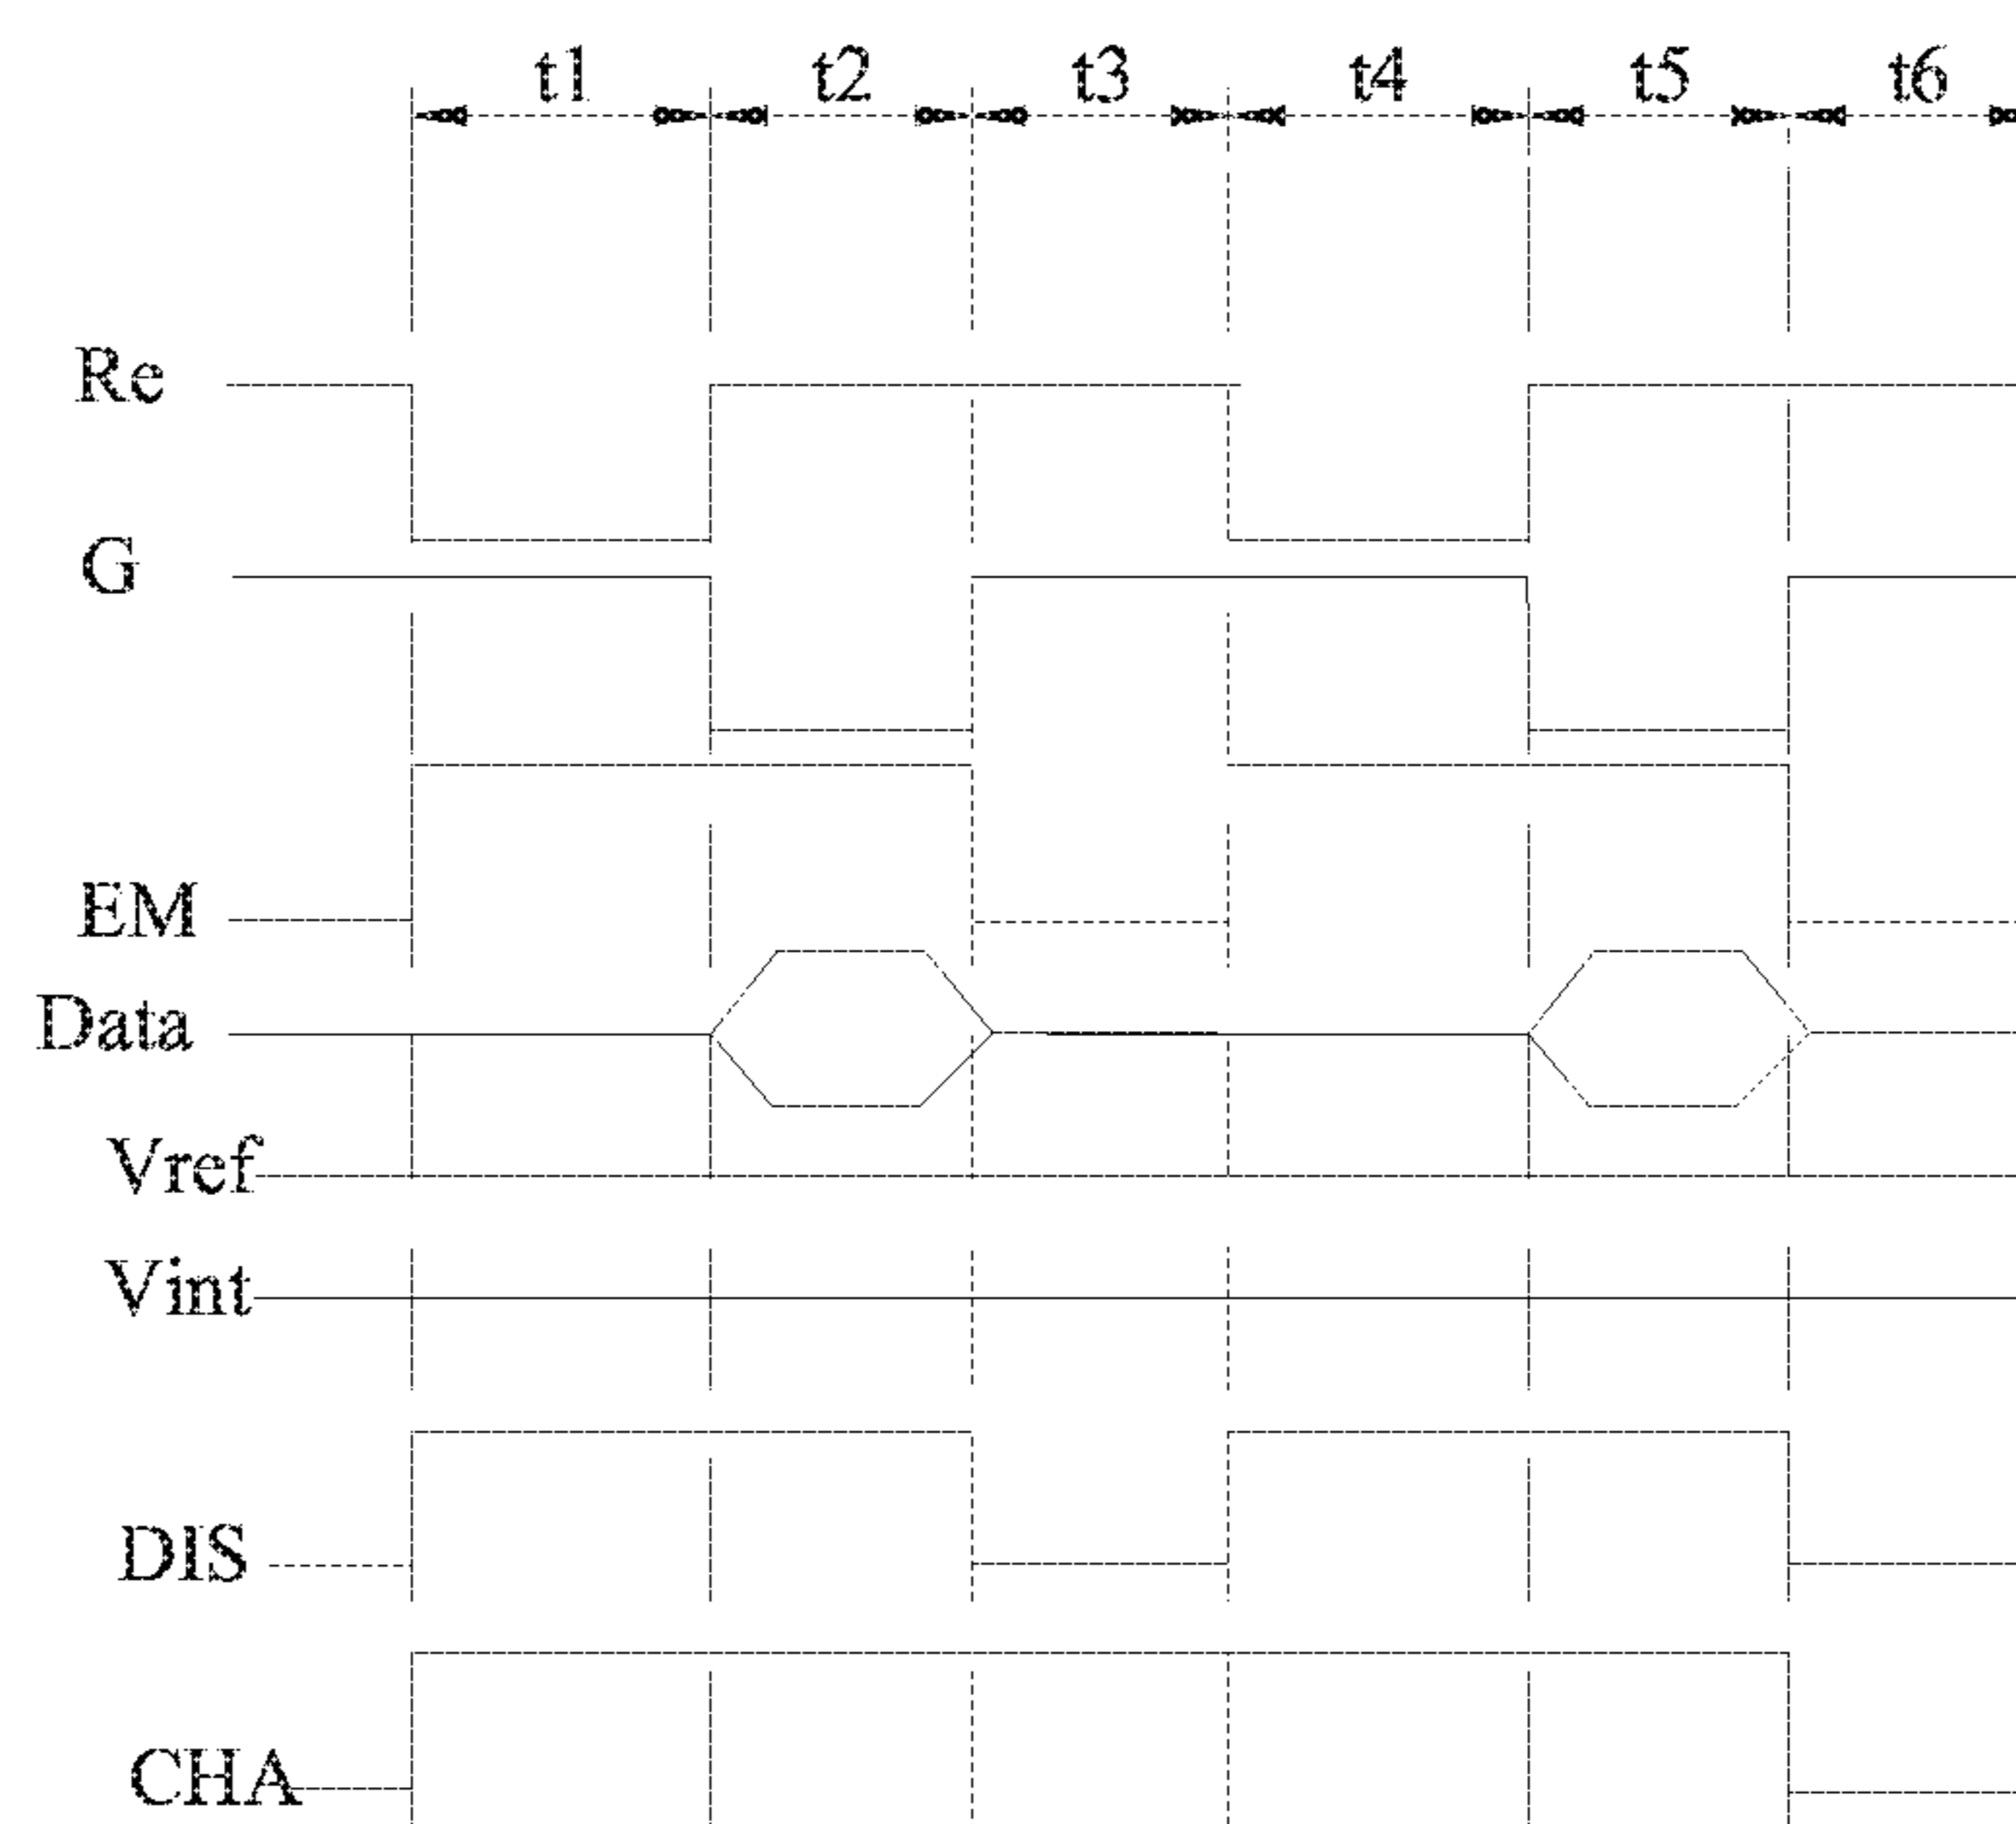 t1 t2 t3 t4 t5 t6
Re
G
EM
Data
Vref
Vint
DIS
CHA